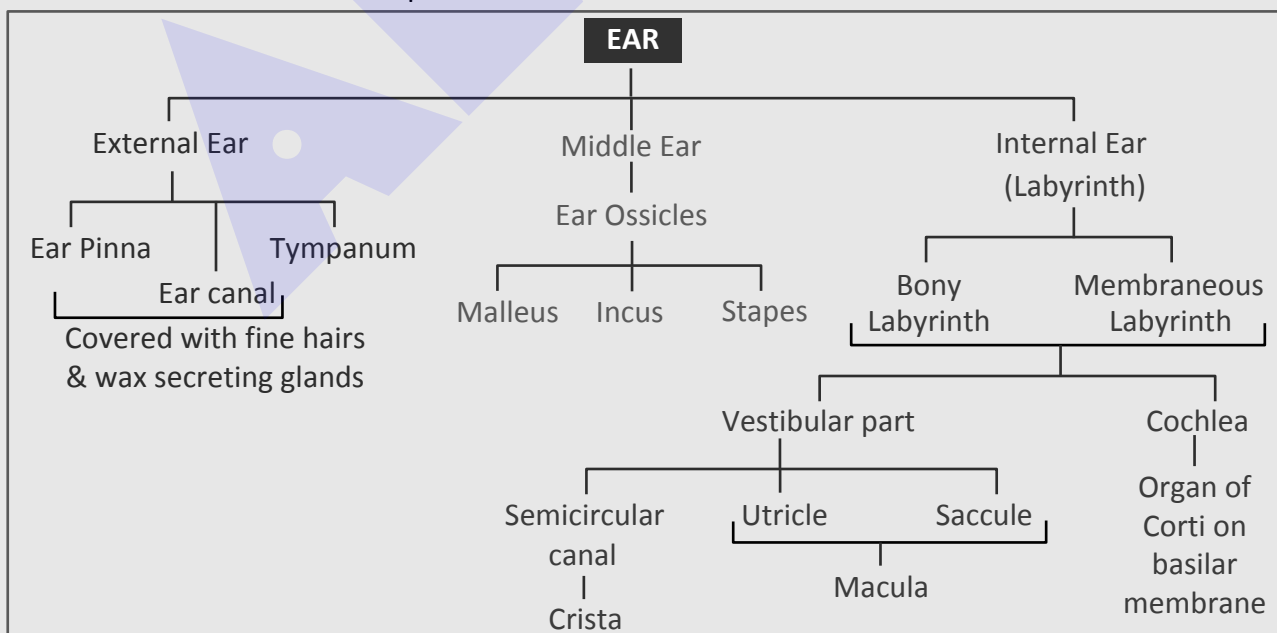 EAR
External Ear
Middle Ear
Internal Ear
(Labyrinth)
Ear Ossicles
Ear Pinna
Tympanum
Ear canal
Covered with fine hairs
& wax secreting glands
Malleus
Incus
Stapes
Bony
Labyrinth
Membraneous
Labyrinth
Vestibular part
Cochlea
Semicircular
canal
Crista
Utricle
Saccule
Macula
Organ of
Corti on
basilar
membrane